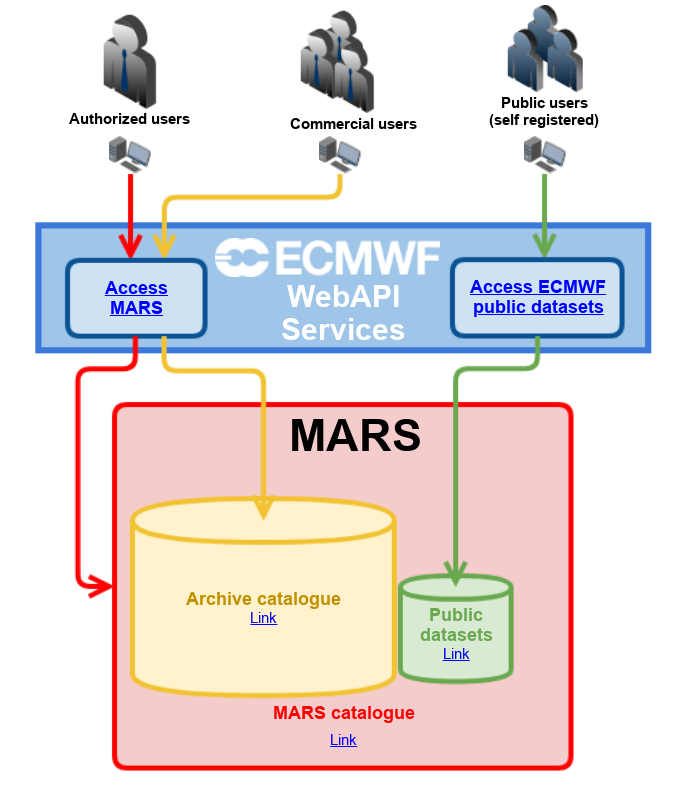 Authorized users
Commercial users
Public users
(self registered)
ECMWF
WebAPI
Services
Access
MARS
Access ECMWF
public datasets
MARS
Archive catalogue
Link
Public
datasets
Link
MARS catalogue
Link